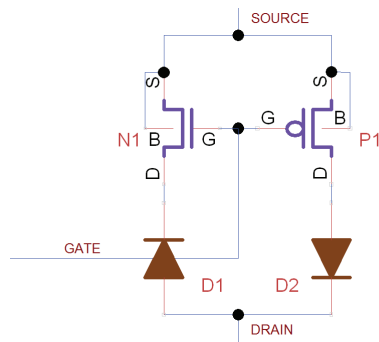 SOURCE
S S
N1 B G G B P1
D D
GATE
D1 D2
DRAIN